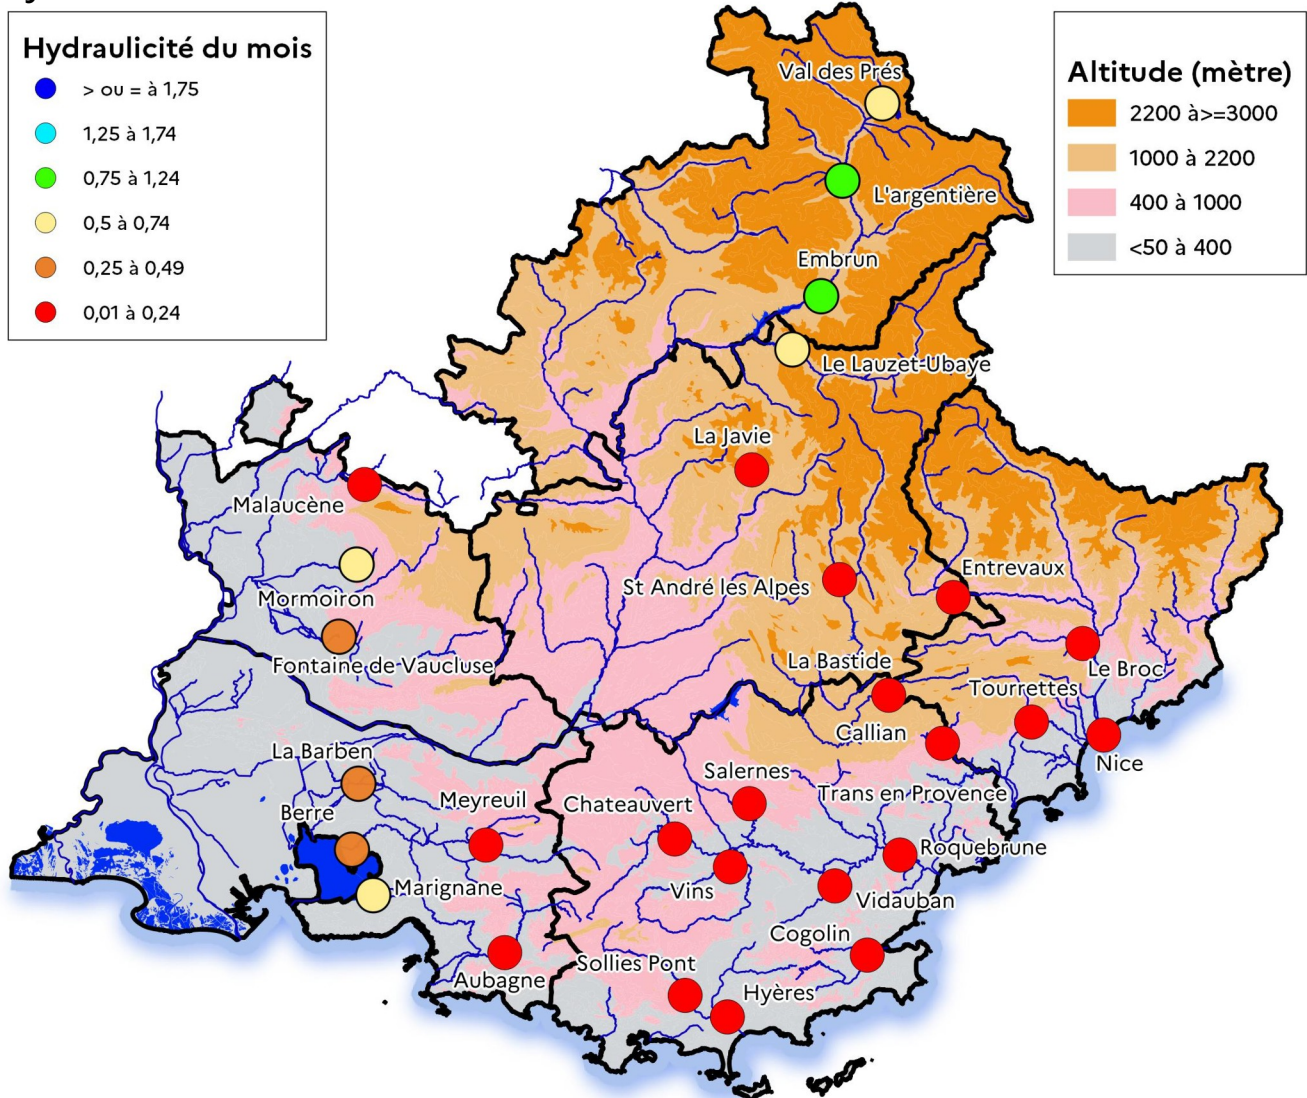 Hydraulicité du mois
> ou = à 1,75
1,25 à 1,74
0,75 à 1,24
0,5 à 0,74
0,25 à 0,49
0,01 à 0,24
Altitude (mètre)
2200 à>=3000
1000 à 2200
400 à 1000
<50 à 400
Val des Prés
L'argentière
Embrun
Le Lauzet-Ubaye
La Javie
Malaucène
Mormoiron
St André les Alpes
Entrevaux
Fontaine de Vaucluse
La Bastide
Le Broc
Tourrettes
Callian
Nice
La Barben
Salernes
Trans en Provence
Berre
Meyreuil
Chateauvert
Roquebrune
Marignane
Vins
Vidauban
Cogolin
Aubagne
Sollies Pont
Hyères